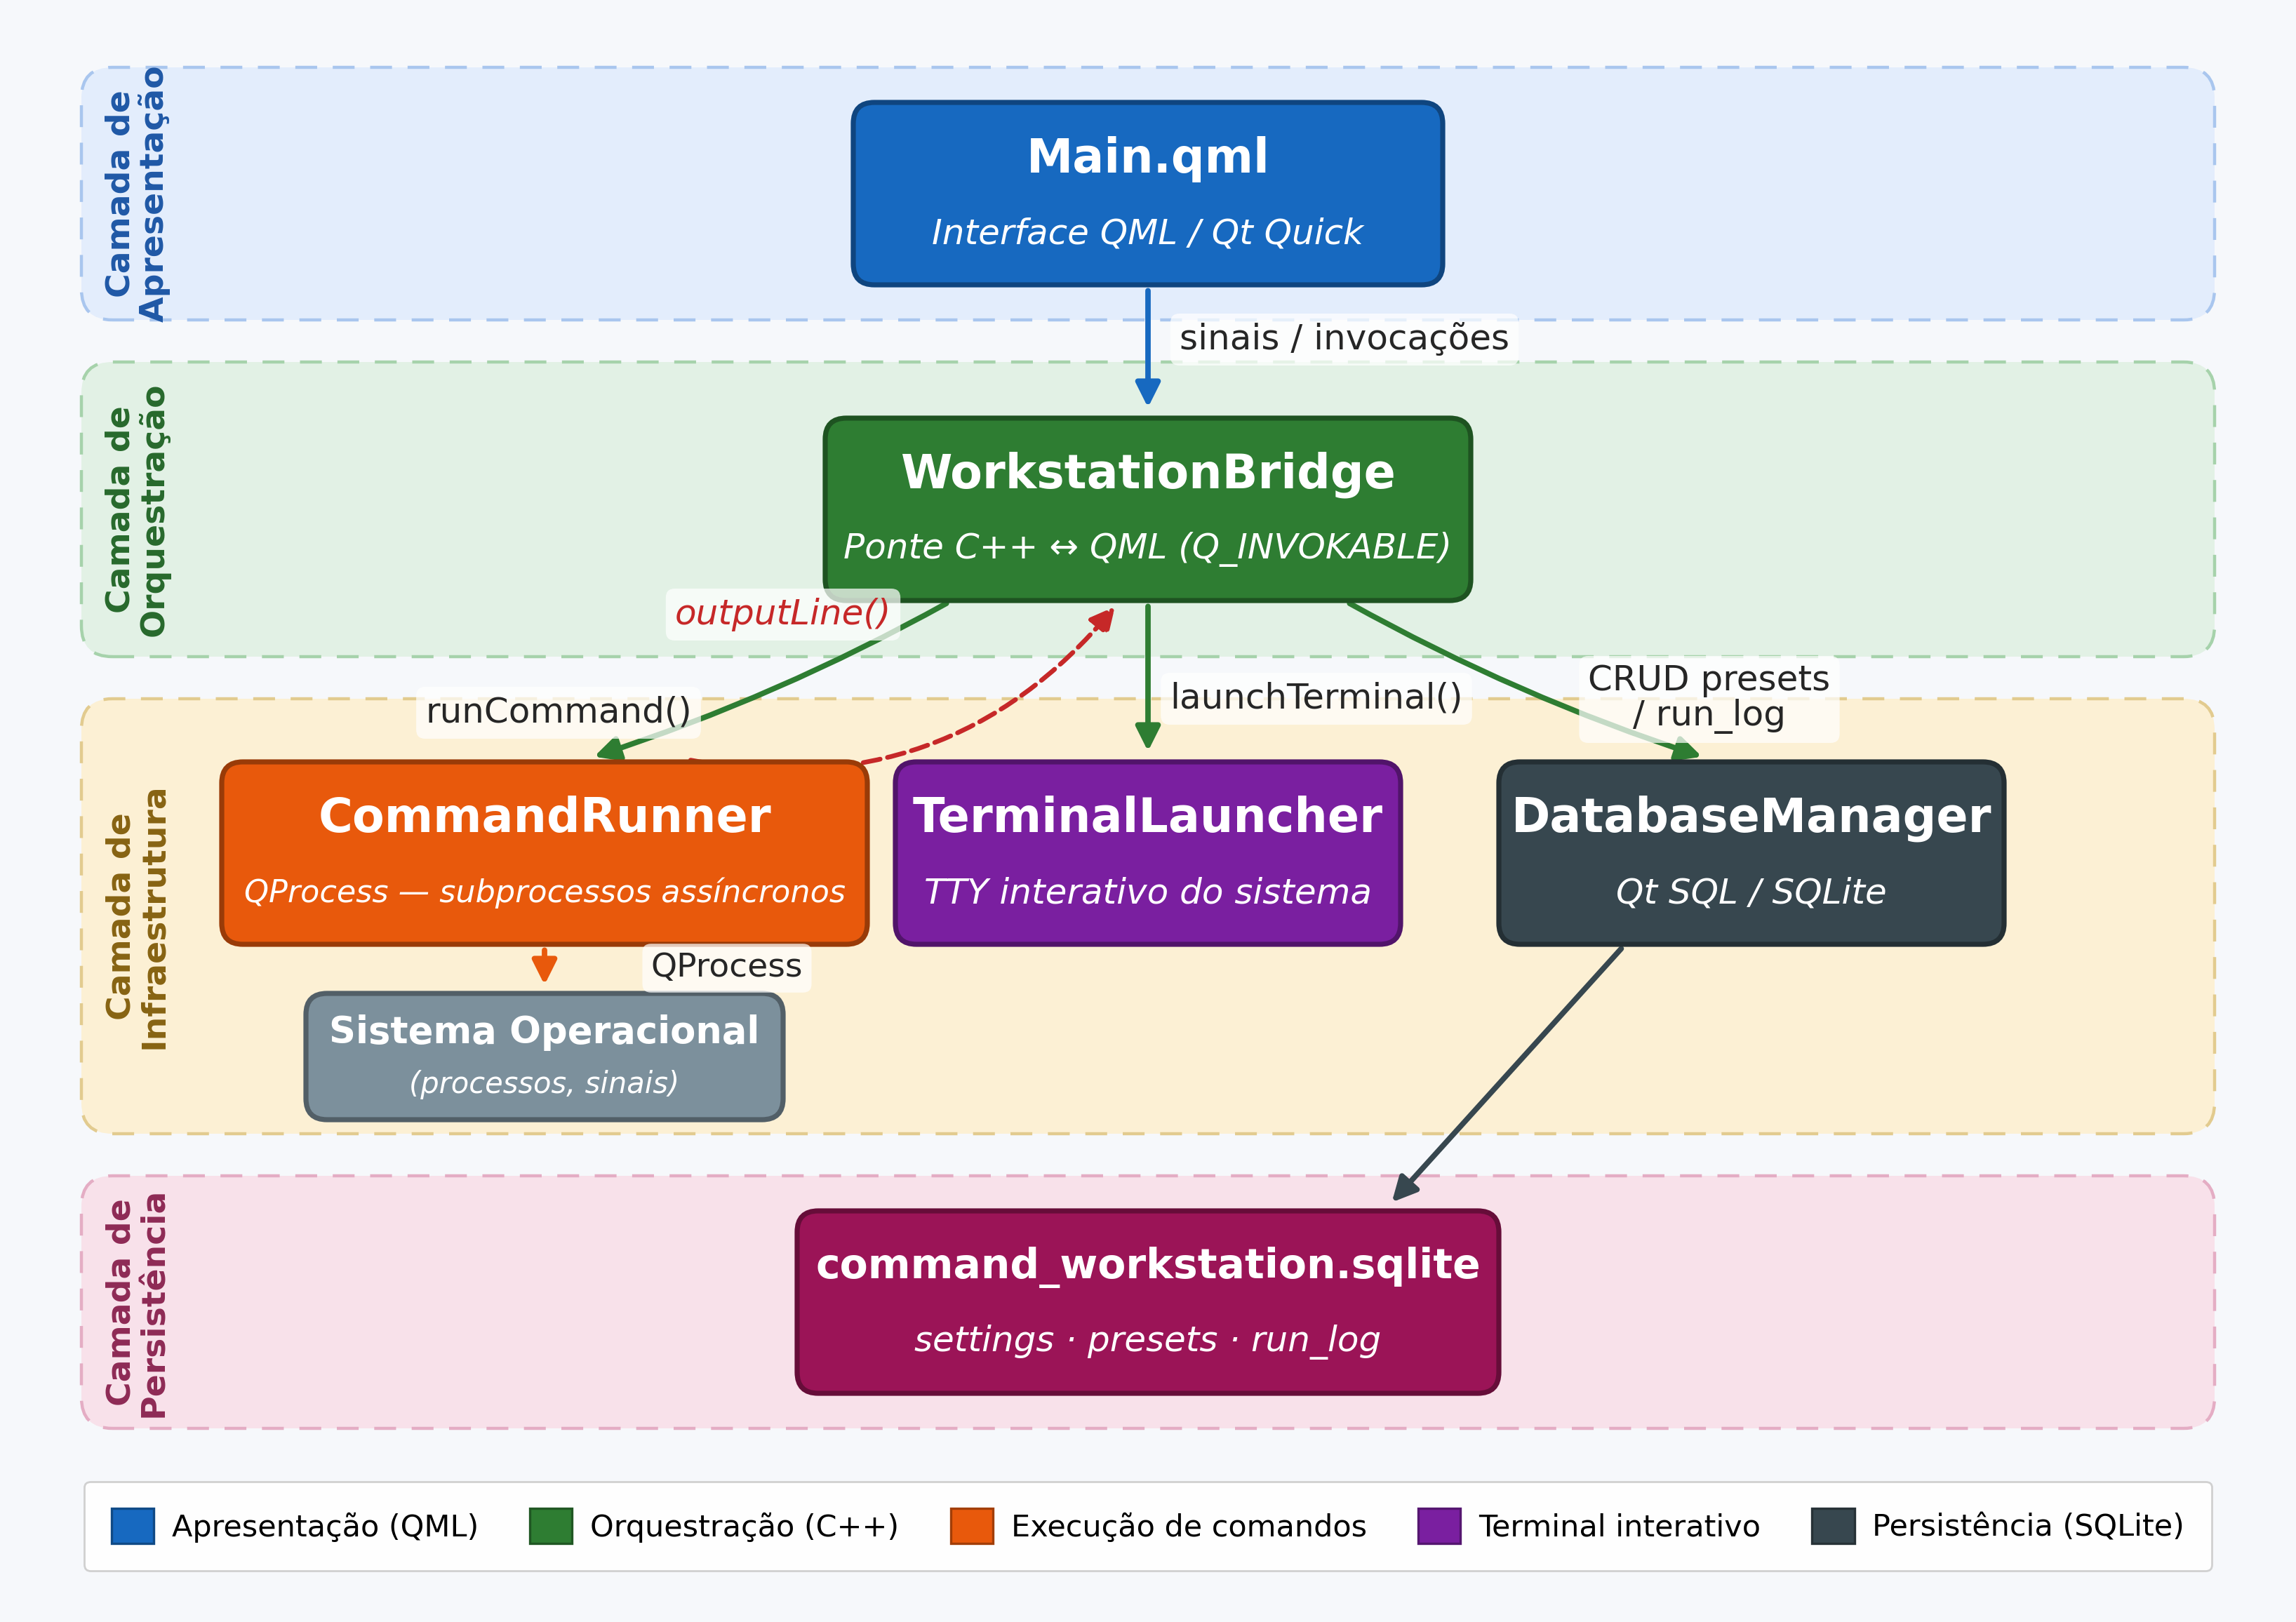 Camada de
Apresentação
Main.qml
Interface QML / Qt Quick
sinais / invocações
Camada de
Orquestração
WorkstationBridge
Ponte C++ ↔ QML (Q_INVOKABLE)
outputLine()
runCommand()
launchTerminal()
CRUD presets
/ run_log
Camada de
Infraestrutura
CommandRunner
QProcess — subprocessos assíncronos
TerminalLauncher
TTY interativo do sistema
DatabaseManager
Qt SQL / SQLite
QProcess
Sistema Operacional
(processos, sinais)
Camada de
Persistência
command_workstation.sqlite
settings · presets · run_log
Apresentação (QML)
Orquestração (C++)
Execução de comandos
Terminal interativo
Persistência (SQLite)